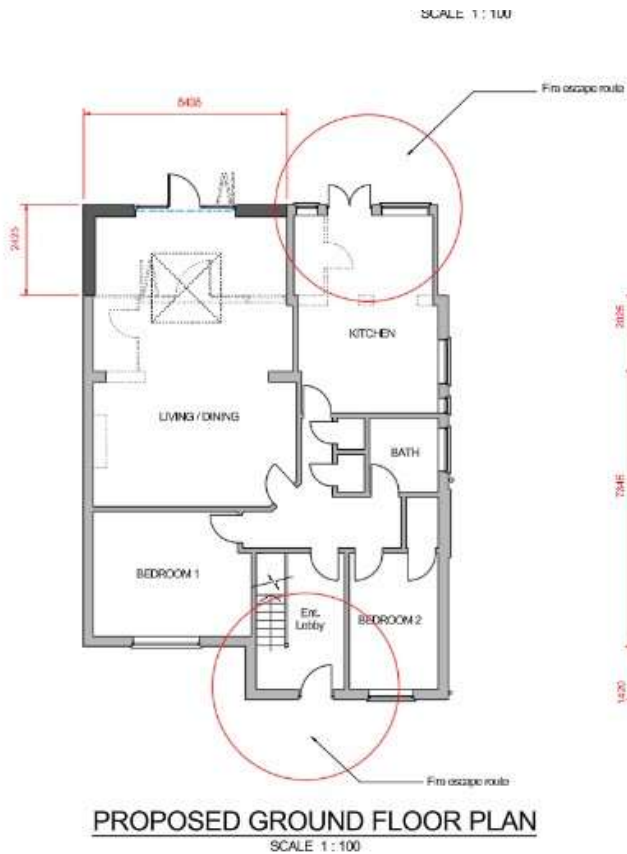 SCALE 1 : 100
Fire escape route
5435
2425
KITCHEN
2025
LIVING / DINING
BATH
7345
BEDROOM 1
Ent.
Lobby
BEDROOM 2
1420
Fire escape route
PROPOSED GROUND FLOOR PLAN
SCALE 1 : 100